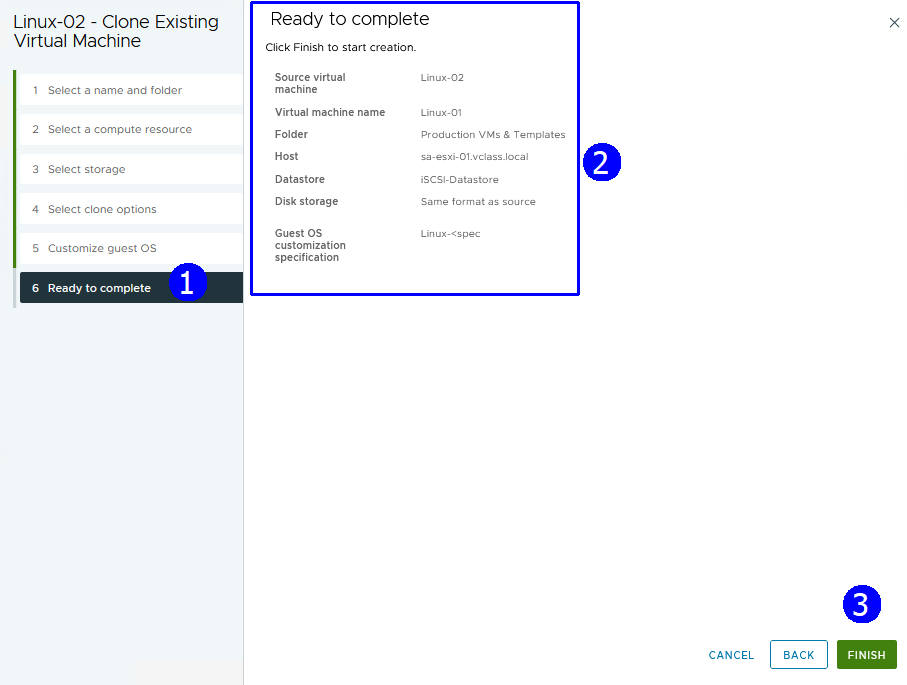 Linux-02 - Clone Existing
Virtual Machine
1 Select a name and folder
2 Select a compute resource
3 Select storage
4 Select clone options
5 Customize guest OS
6 Ready to complete
1
Ready to complete
Click Finish to start creation.
Source virtual machine Linux-02
Virtual machine name Linux-01
Folder Production VMs & Templates
Host sa-esxi-01.vclass.local
Datastore iSCSI-Datastore
Disk storage Same format as source
Guest OS customization specification Linux-<spec
2
3
CANCEL BACK FINISH